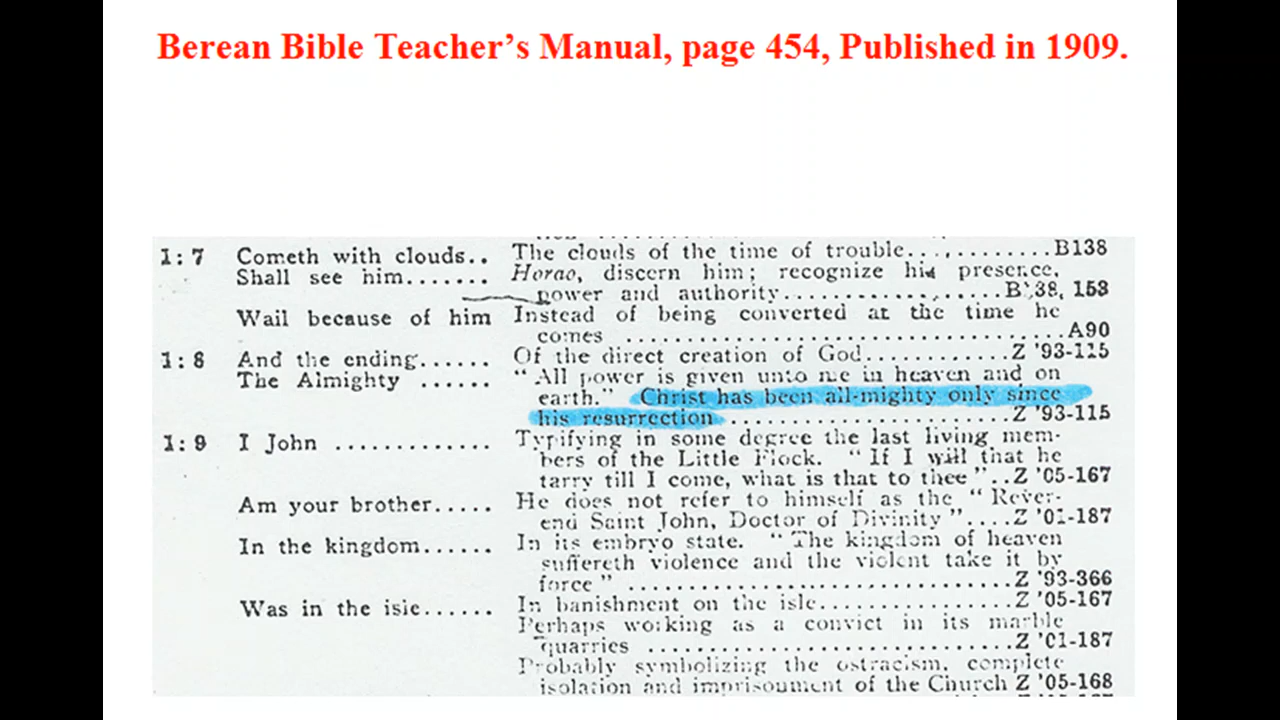 Berean Bible Teacher's Manual, page 454, Published in 1909.
1:7 Cometh with clouds.. The clouds of the time of trouble..........B138
Shall see him....... Horao, discern him; recognize his presence,
power and authority....................B138, 153
Wail because of him Instead of being converted at the time he
comes ........................................A90
1:8 And the ending...... Of the direct creation of God..........Z '93-115
The Almighty ...... "All power is given unto me in heaven and on
earth." Christ has been all-mighty only since
his resurrection ....................Z '93-115
1:9 I John ............. Typifying in some degree the last living mem-
bers of the Little Flock. "If I will that he
tarry till I come, what is that to thee"..Z '05-167
Am your brother..... He does not refer to himself as the "Rever-
end Saint John, Doctor of Divinity"....Z '01-187
In the kingdom...... In its embryo state. "The kingdom of heaven
suffereth violence and the violent take it by
force" ..............................Z '93-366
Was in the isle...... In banishment on the isle..............Z '05-167
Perhaps working as a convict in its marble
quarries ............................Z '01-187
Probably symbolizing the ostracism, complete
isolation and imprisonment of the Church Z '05-168